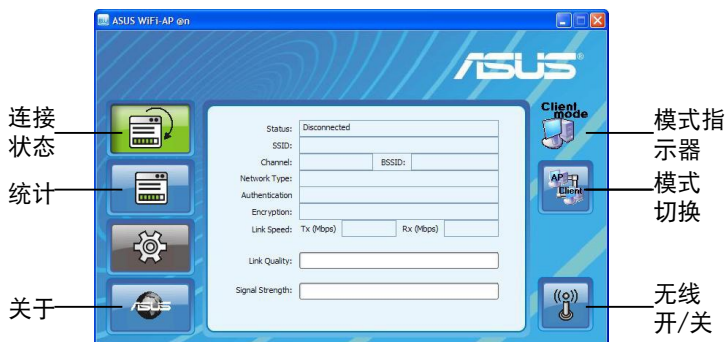 ASUS WiFi-AP @n
ASUS
连接
状态
统计
关于
Status: Disconnected
SSID:
Channel: BSSID:
Network Type:
Authentication
Encryption:
Link Speed: Tx (Mbps) Rx (Mbps)
Link Quality:
Signal Strength:
ASUS
Client
mode
AP
Client
模式指
示器
模式
切换
无线
开/关